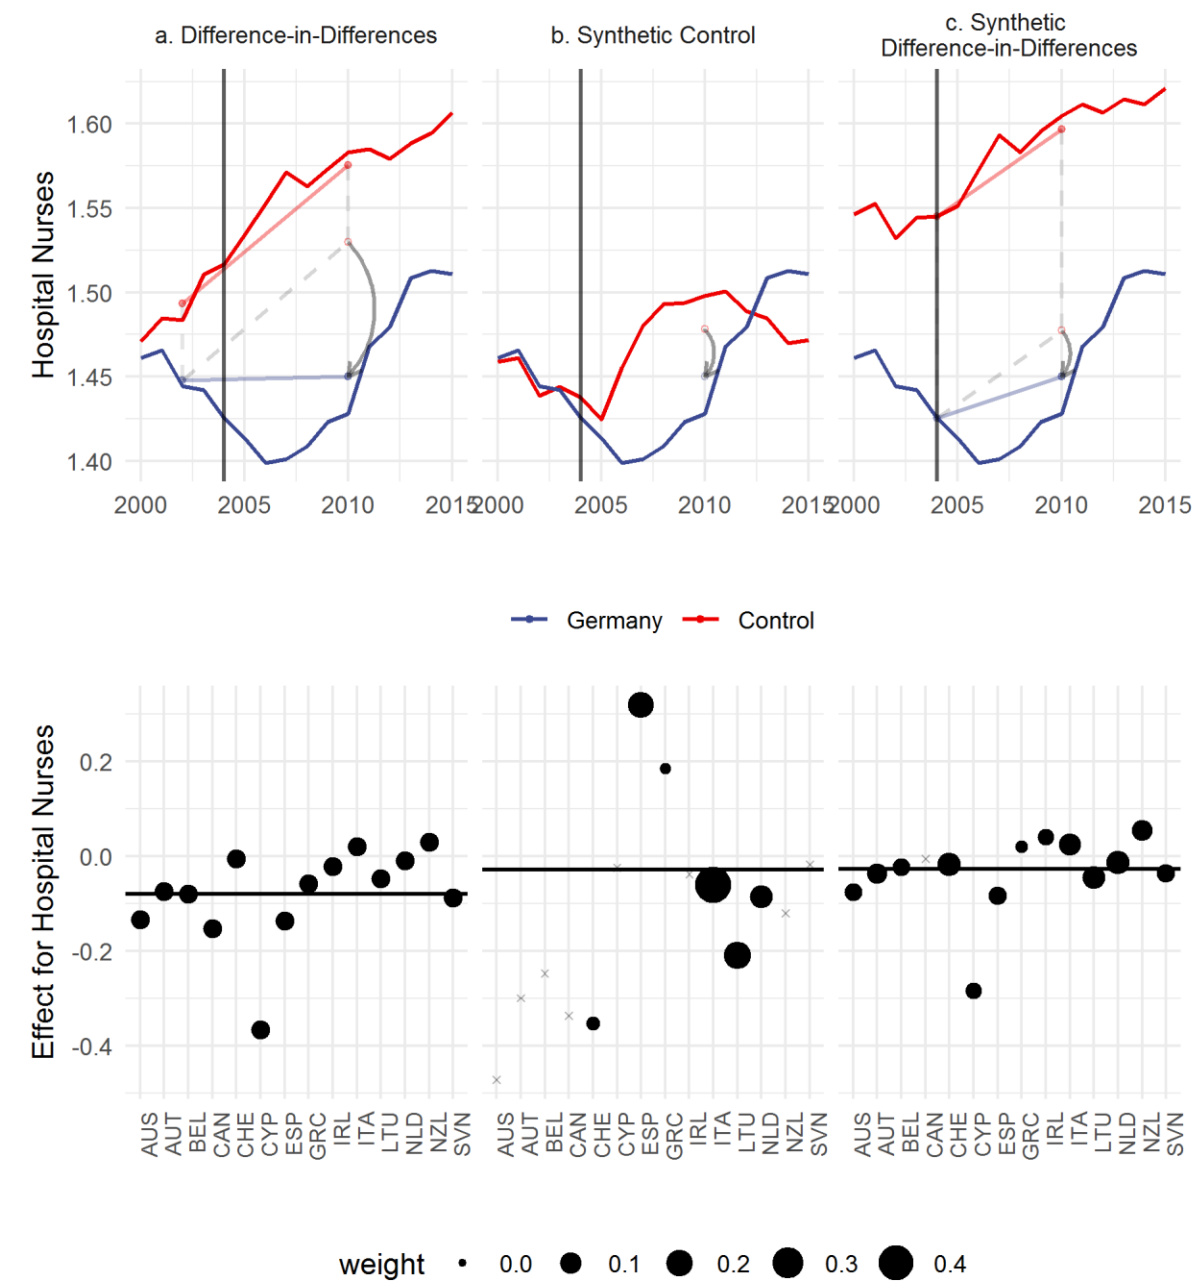 a. Difference-in-Differences
b. Synthetic Control
c. Synthetic
Difference-in-Differences
Hospital Nurses
1.60
1.55
1.50
1.45
1.40
2000 2005 2010 2015
2000 2005 2010 2015
2000 2005 2010 2015
Germany Control
Effect for Hospital Nurses
0.2
0.0
-0.2
-0.4
AUS AUT BEL CAN CHE CYP ESP GRC IRL ITA LTU NLD NZL SVN
AUS AUT BEL CAN CHE CYP ESP GRC IRL ITA LTU NLD NZL SVN
AUS AUT BEL CAN CHE CYP ESP GRC IRL ITA LTU NLD NZL SVN
weight 0.0 0.1 0.2 0.3 0.4